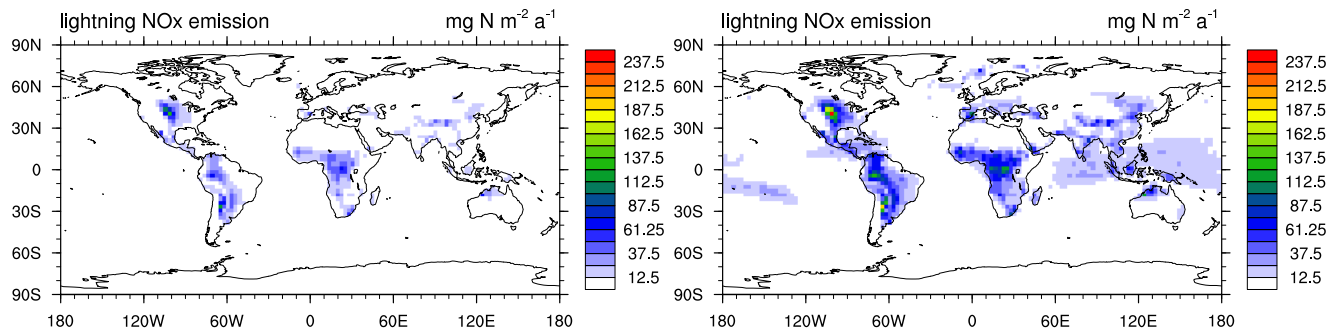 lightning NOx emission mg N m⁻² a⁻¹
90N
60N
30N
0
30S
60S
90S
180 120W 60W 0 60E 120E 180
237.5
212.5
187.5
162.5
137.5
112.5
87.5
61.25
37.5
12.5
lightning NOx emission mg N m⁻² a⁻¹
90N
60N
30N
0
30S
60S
90S
180 120W 60W 0 60E 120E 180
237.5
212.5
187.5
162.5
137.5
112.5
87.5
61.25
37.5
12.5